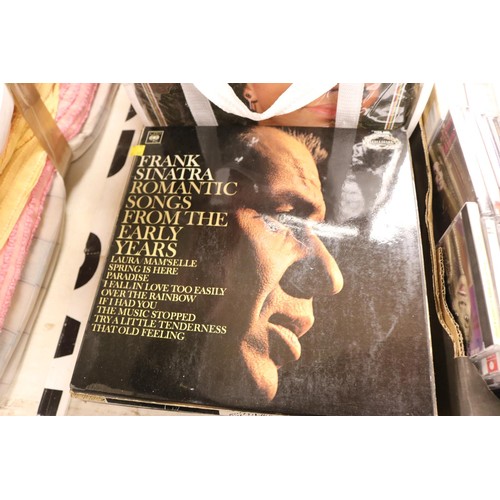 FRANK
SINATRA
ROMANTIC
SONGS
FROM THE
EARLY
YEARS
LAURA / MAM'SELLE
SPRING IS HERE
PARADISE
I FALL IN LOVE TOO EASILY
OVER THE RAINBOW
IF I HAD YOU
THE MUSIC STOPPED
TRY A LITTLE TENDERNESS
THAT OLD FEELING